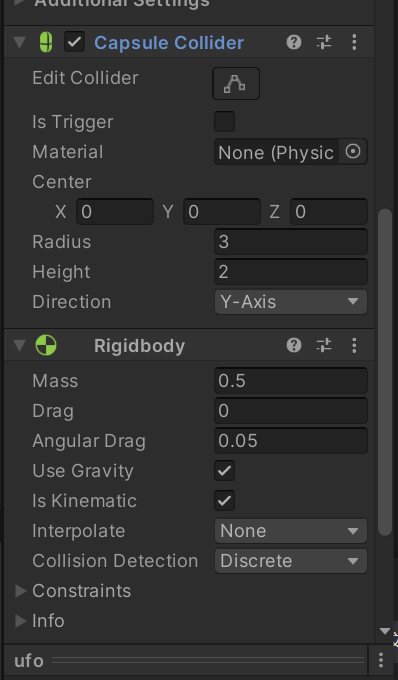 Additional Settings
Capsule Collider
Edit Collider
Is Trigger
Material None (Physic
Center
X 0 Y 0 Z 0
Radius 3
Height 2
Direction Y-Axis
Rigidbody
Mass 0.5
Drag 0
Angular Drag 0.05
Use Gravity
Is Kinematic
Interpolate None
Collision Detection Discrete
Constraints
Info
ufo